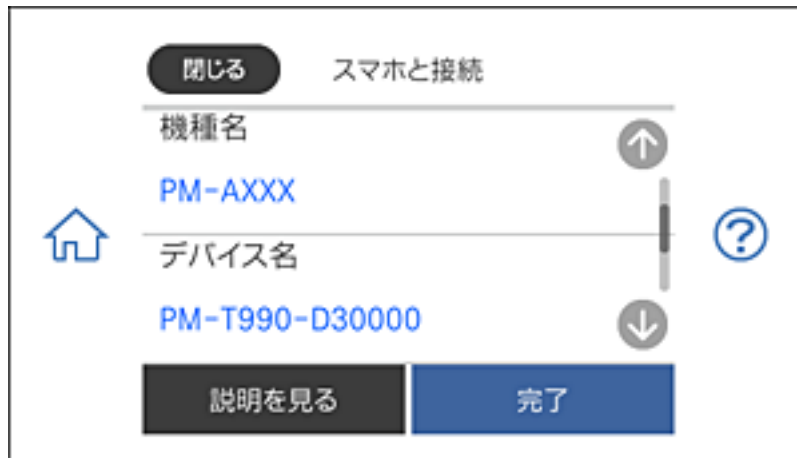 閉じる スマホと接続
機種名
PM-AXXX
デバイス名
PM-T990-D30000
説明を見る 完了